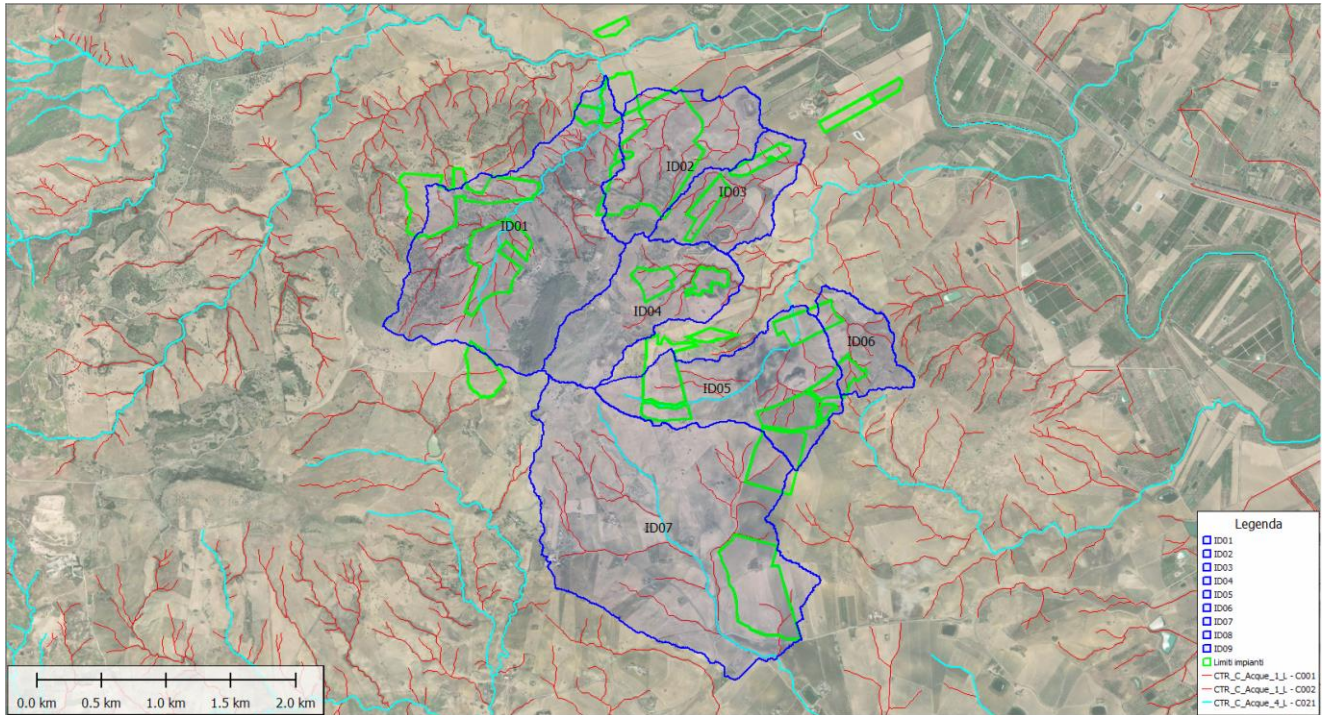 ID02
ID03
ID01
ID04
ID06
ID05
ID07
Legenda
ID01
ID02
ID03
ID04
ID05
ID06
ID07
ID08
ID09
Limiti impianti
CTR_C_Acque_1_L - C001
CTR_C_Acque_1_L - C002
CTR_C_Acque_4_L - C021
0.0 km 0.5 km 1.0 km 1.5 km 2.0 km